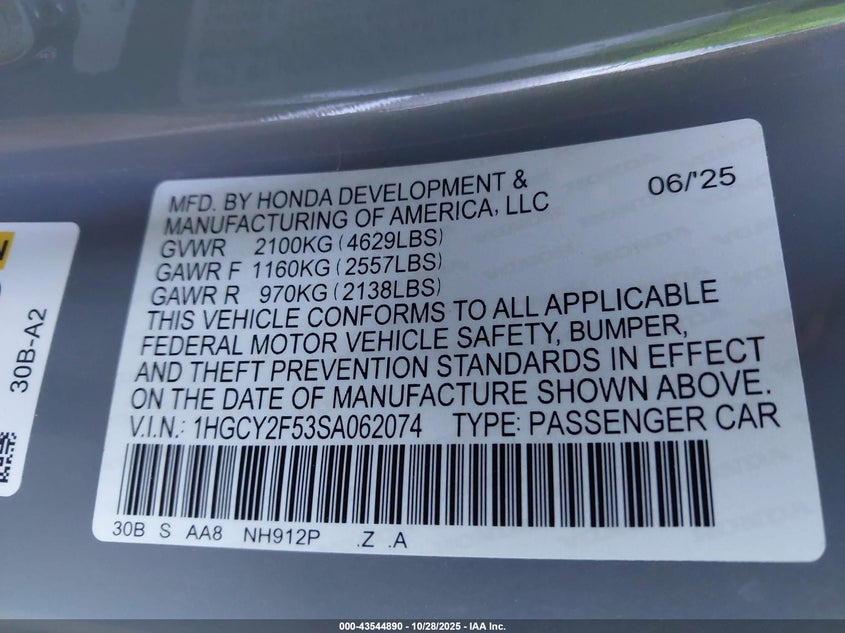 MFD. BY HONDA DEVELOPMENT & 06/'25
MANUFACTURING OF AMERICA, LLC
GVWR 2100KG (4629LBS)
GAWR F 1160KG (2557LBS)
GAWR R 970KG (2138LBS)
THIS VEHICLE CONFORMS TO ALL APPLICABLE
FEDERAL MOTOR VEHICLE SAFETY, BUMPER,
AND THEFT PREVENTION STANDARDS IN EFFECT
ON THE DATE OF MANUFACTURE SHOWN ABOVE.
V.I.N.: 1HGCY2F53SA062074 TYPE: PASSENGER CAR
30B S AA8 NH912P .Z .A
30B-A2
000-43544890 - 10/28/2025 - IAA Inc.